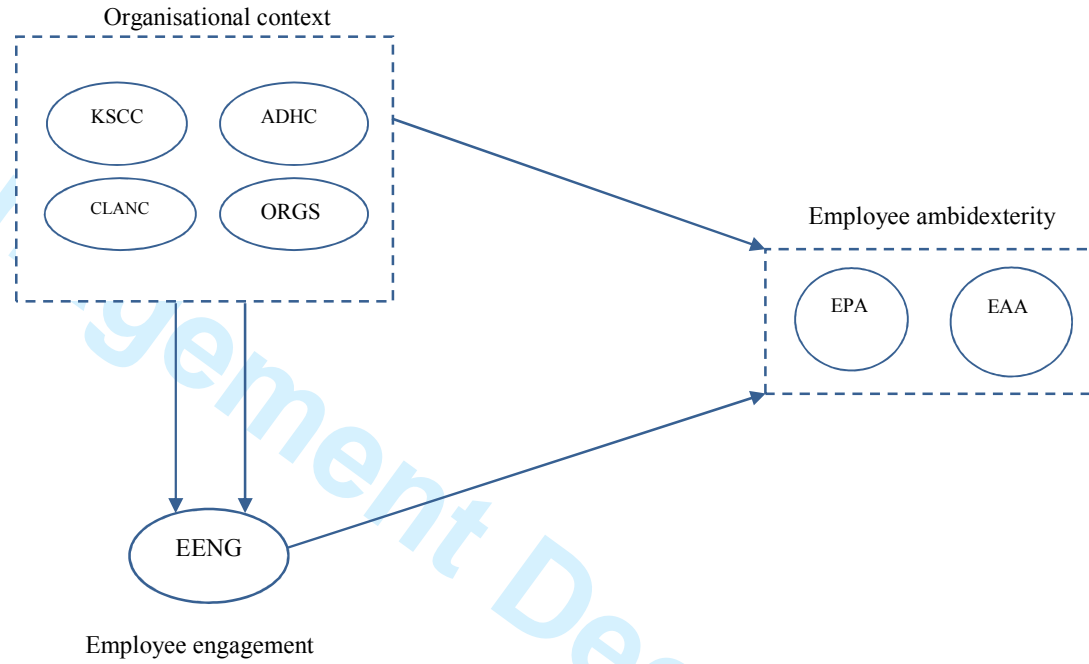 Organisational context
KSCC
ADHC
CLANC
ORGS
Employee ambidexterity
EPA
EAA
EENG
Employee engagement